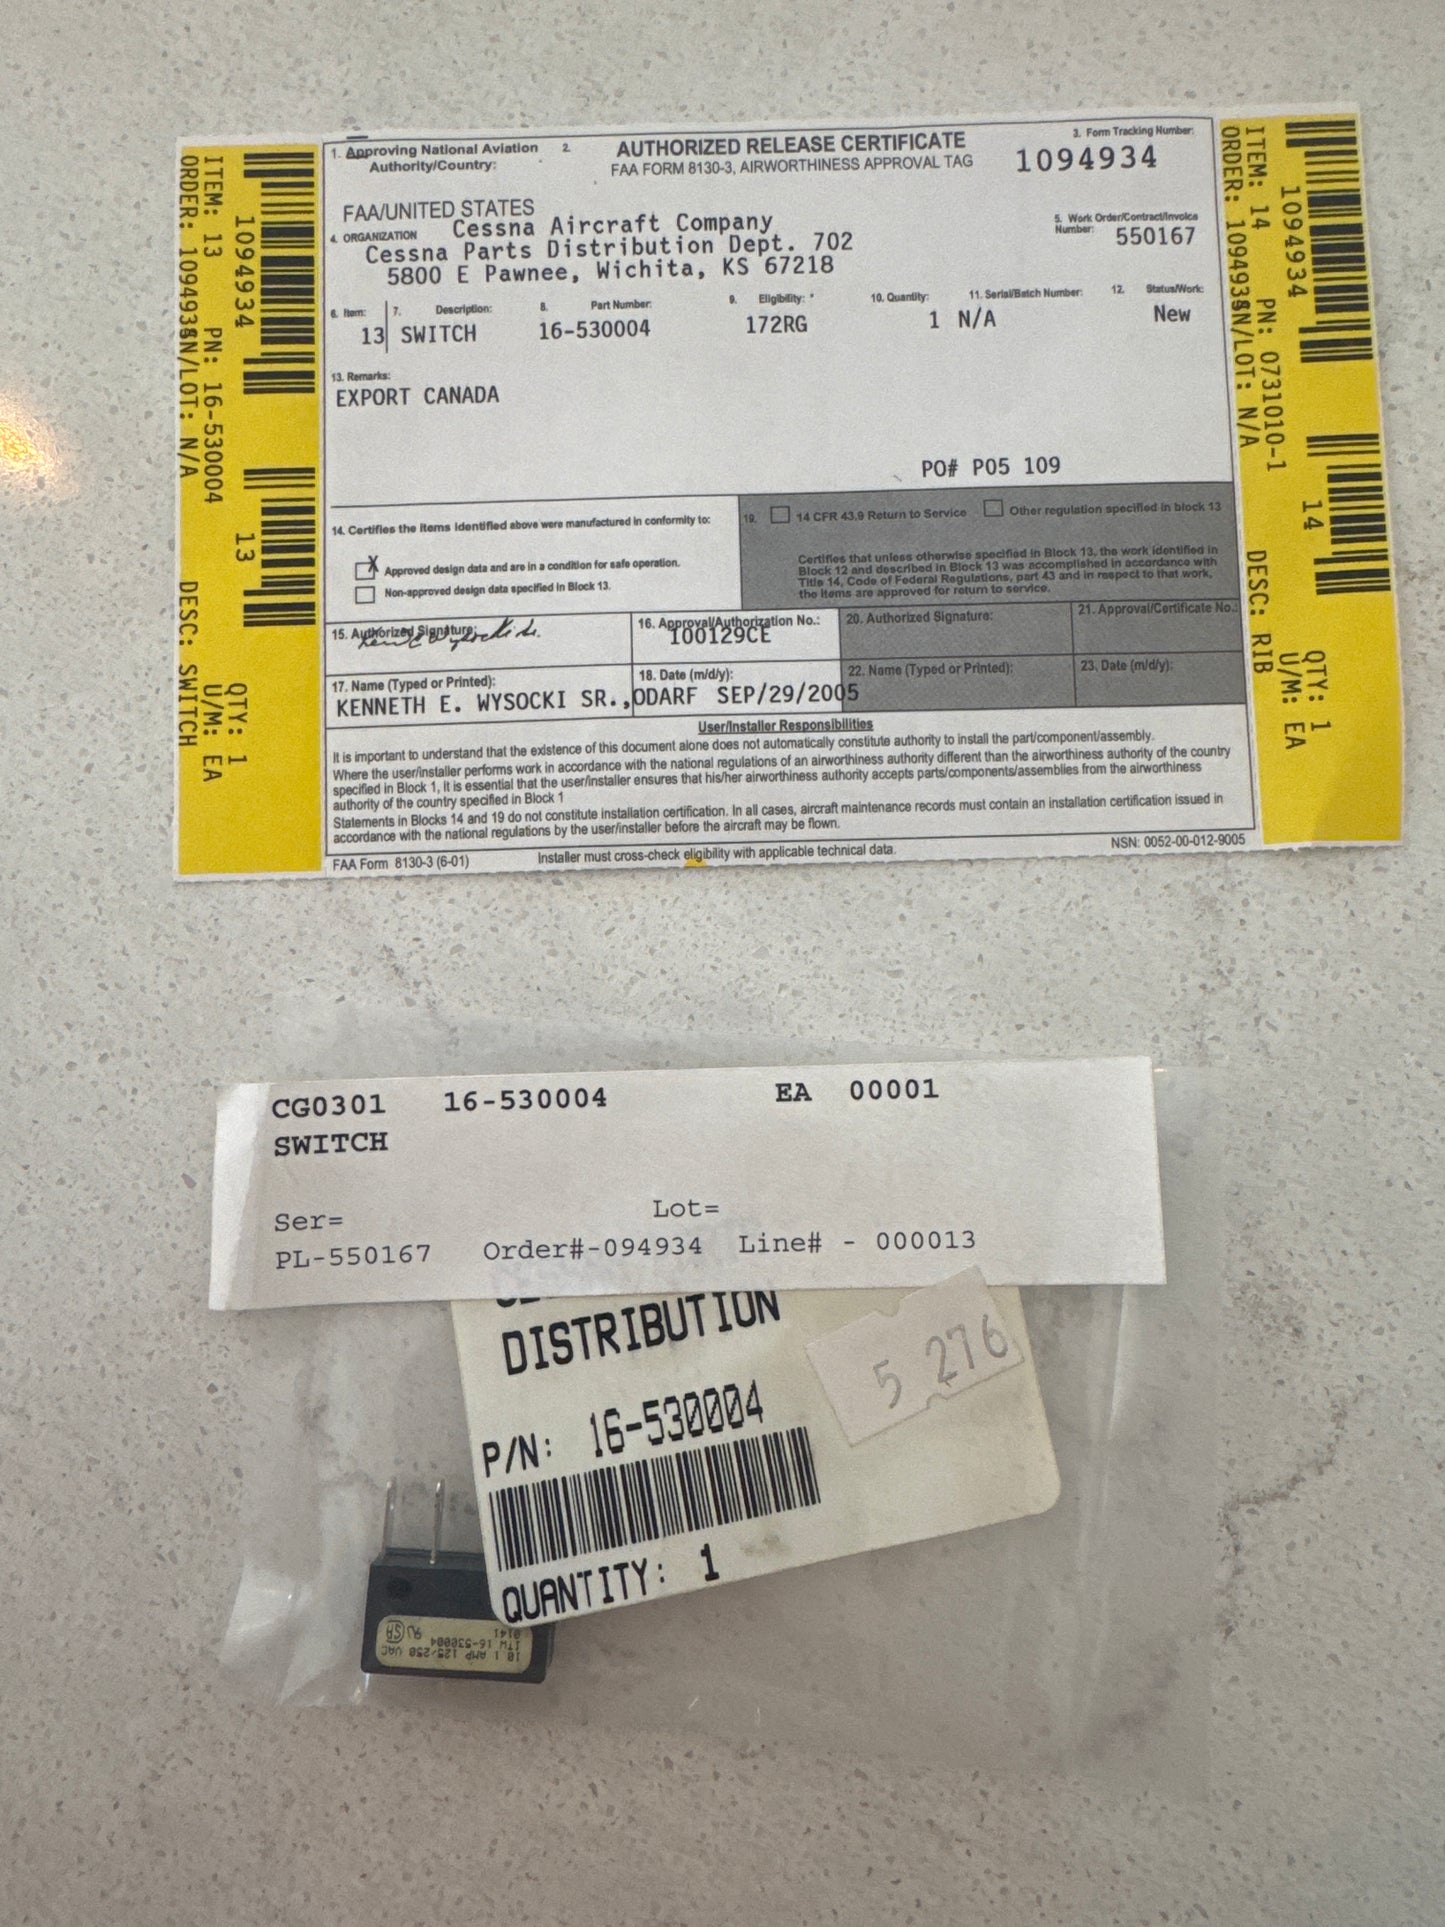 ITEM: 13 PN: 16-530004 DESC: SWITCH
ORDER: 1094934 SN/LOT: N/A U/M: EA
1094934 13 QTY: 1
1. Approving National Aviation
Authority/Country:
2.
AUTHORIZED RELEASE CERTIFICATE
FAA FORM 8130-3, AIRWORTHINESS APPROVAL TAG
3. Form Tracking Number:
1094934
FAA/UNITED STATES
4. ORGANIZATION
Cessna Aircraft Company
Cessna Parts Distribution Dept. 702
5800 E Pawnee, Wichita, KS 67218
5. Work Order/Contract/Invoice
Number:
550167
6. Item: 7. Description: 8. Part Number: 9. Eligibility: * 10. Quantity: 11. Serial/Batch Number: 12. Status/Work:
13 SWITCH 16-530004 172RG 1 N/A New
13. Remarks:
EXPORT CANADA
PO# P05 109
14. Certifies the items identified above were manufactured in conformity to:
X Approved design data and are in a condition for safe operation.
Non-approved design data specified in Block 13.
19. 14 CFR 43.9 Return to Service Other regulation specified in block 13
Certifies that unless otherwise specified in Block 13, the work identified in
Block 12 and described in Block 13 was accomplished in accordance with
Title 14, Code of Federal Regulations, part 43 and in respect to that work,
the items are approved for return to service.
15. Authorized Signature:
16. Approval/Authorization No.:
I00129CE
20. Authorized Signature:
21. Approval/Certificate No.:
17. Name (Typed or Printed):
KENNETH E. WYSOCKI SR.,ODARF
18. Date (m/d/y):
SEP/29/2005
22. Name (Typed or Printed):
23. Date (m/d/y):
User/Installer Responsibilities
It is important to understand that the existence of this document alone does not automatically constitute authority to install the part/component/assembly.
Where the user/installer performs work in accordance with the national regulations of an airworthiness authority different than the airworthiness authority of the country
specified in Block 1, it is essential that the user/installer ensures that his/her airworthiness authority accepts parts/components/assemblies from the airworthiness
authority of the country specified in Block 1
Statements in Blocks 14 and 19 do not constitute installation certification. In all cases, aircraft maintenance records must contain an installation certification issued in
accordance with the national regulations by the user/installer before the aircraft may be flown.
FAA Form 8130-3 (6-01) Installer must cross-check eligibility with applicable technical data. NSN: 0052-00-012-9005
ITEM: 14 PN: 0731010-1 DESC: RIB
ORDER: 1094934 SN/LOT: N/A U/M: EA
1094934 14 QTY: 1
CG0301 16-530004 EA 00001
SWITCH
Ser= Lot=
PL-550167 Order#-094934 Line# - 000013
DISTRIBUTION
5 276
P/N: 16-530004
QUANTITY: 1
10.1 AMP 125/250 VAC
ITW 16-530004
0141